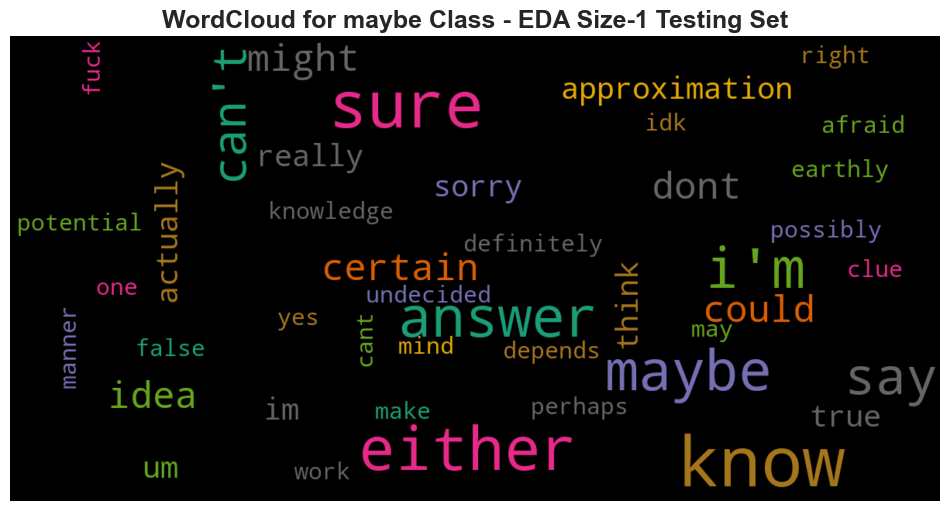 WordCloud for maybe Class - EDA Size-1 Testing Set
fuck
can't
might
right
sure
approximation
idk
afraid
really
earthly
sorry
dont
actually
knowledge
potential
possibly
definitely
certain
i'm
clue
one
undecided
think
could
manner
yes
cant
answer
may
false
mind
depends
maybe
say
idea
im
make
perhaps
true
either
know
um
work